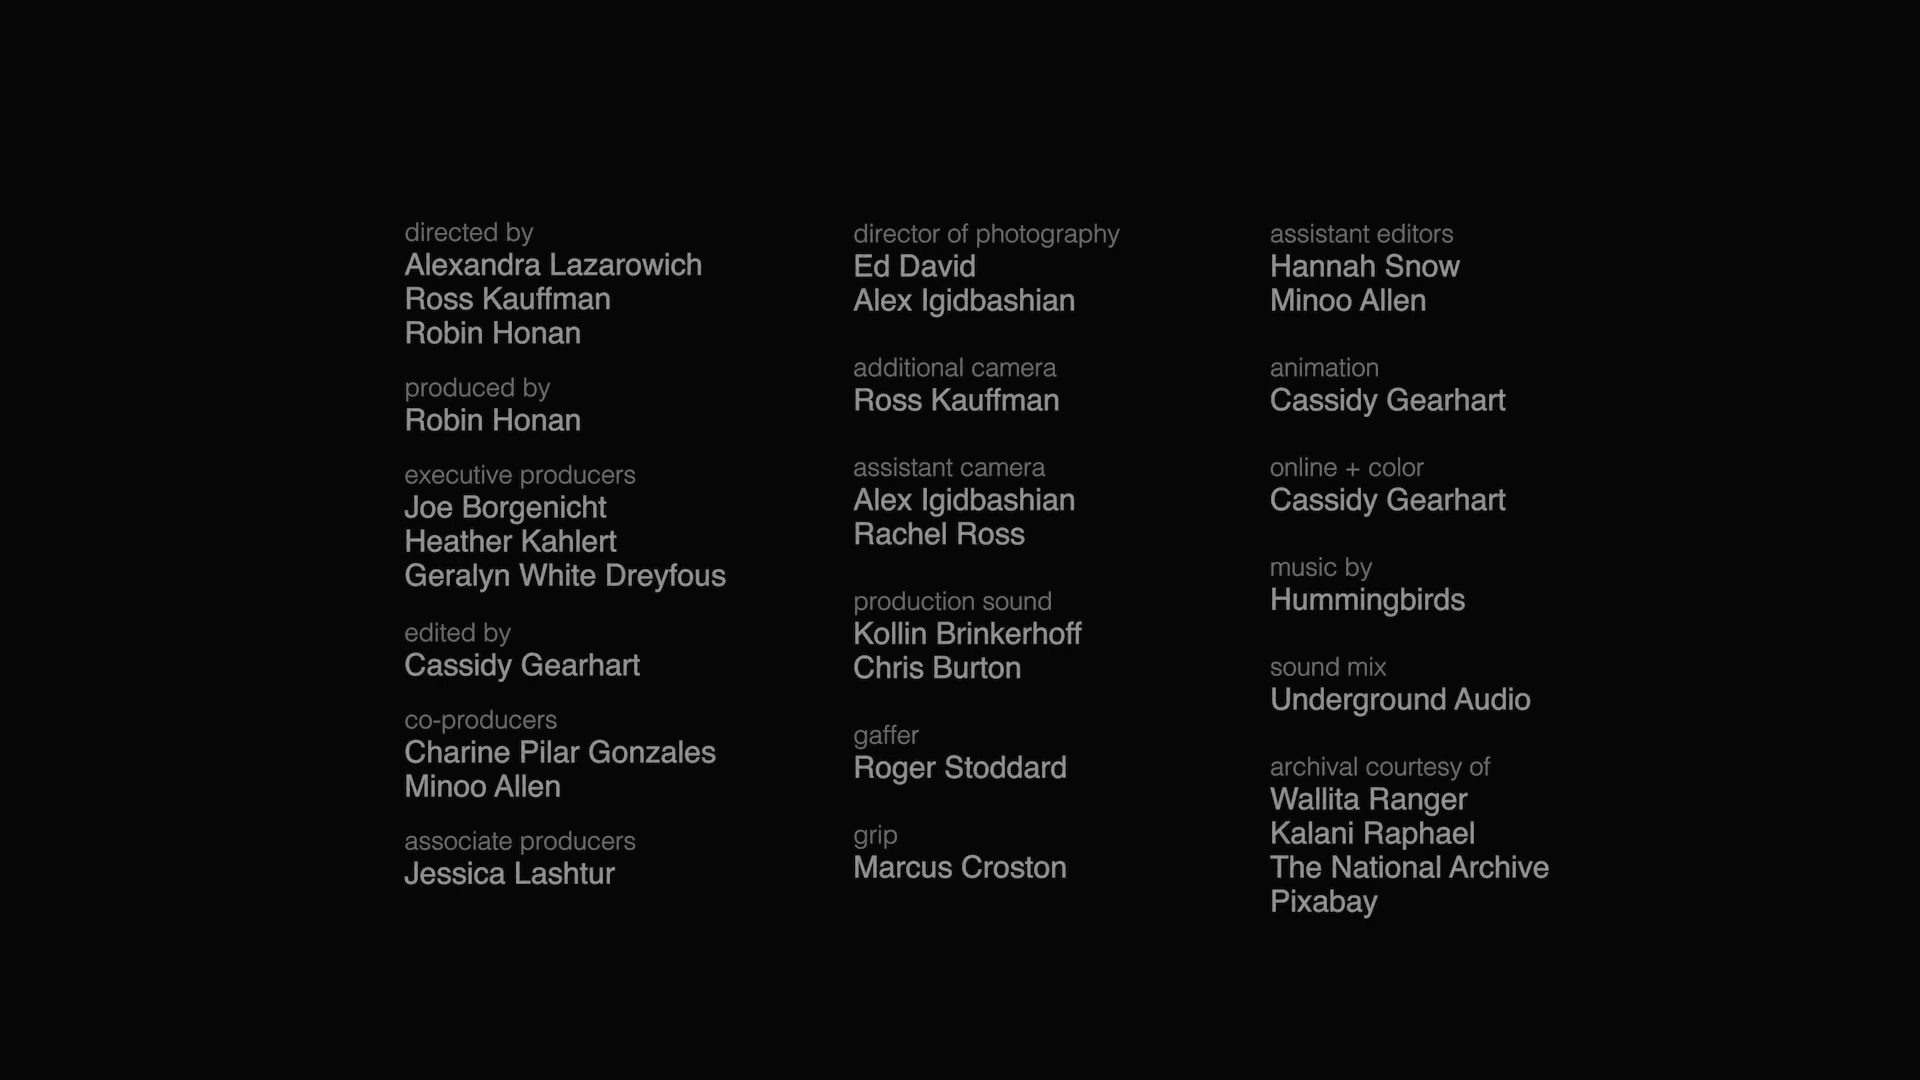 directed by
Alexandra Lazarowich
Ross Kauffman
Robin Honan
produced by
Robin Honan
executive producers
Joe Borgenicht
Heather Kahlert
Geralyn White Dreyfous
edited by
Cassidy Gearhart
co-producers
Charine Pilar Gonzales
Minoo Allen
associate producers
Jessica Lashtur
director of photography
Ed David
Alex Igidbashian
additional camera
Ross Kauffman
assistant camera
Alex Igidbashian
Rachel Ross
production sound
Kollin Brinkerhoff
Chris Burton
gaffer
Roger Stoddard
grip
Marcus Croston
assistant editors
Hannah Snow
Minoo Allen
animation
Cassidy Gearhart
online + color
Cassidy Gearhart
music by
Hummingbirds
sound mix
Underground Audio
archival courtesy of
Wallita Ranger
Kalani Raphael
The National Archive
Pixabay